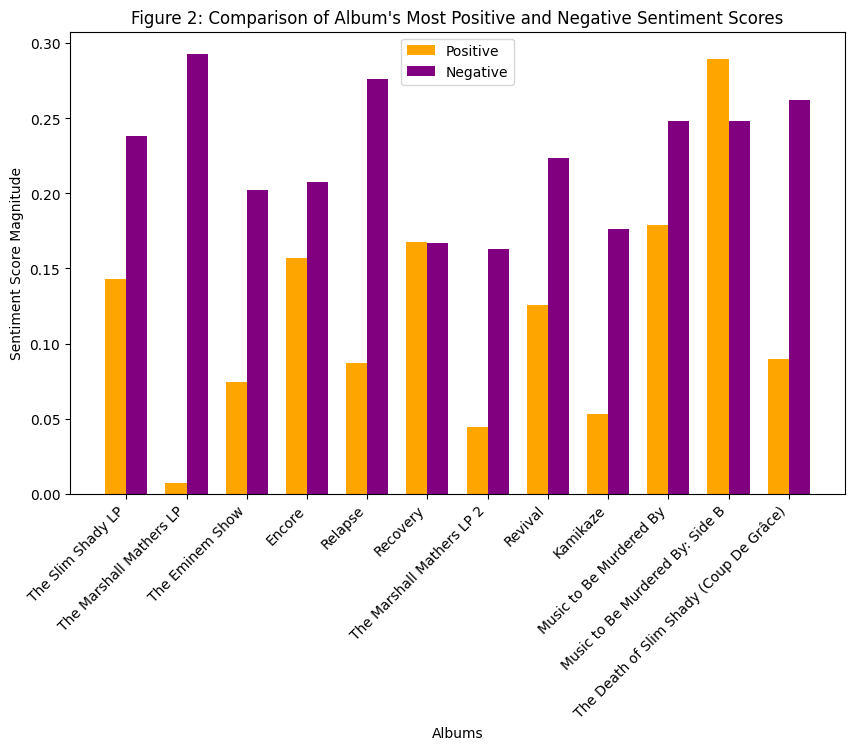 Figure 2: Comparison of Album's Most Positive and Negative Sentiment Scores
Positive
Negative
Sentiment Score Magnitude
0.30
0.25
0.20
0.15
0.10
0.05
0.00
The Slim Shady LP
The Marshall Mathers LP
The Eminem Show
Encore
Relapse
Recovery
The Marshall Mathers LP 2
Revival
Kamikaze
Music to Be Murdered By
Music to Be Murdered By: Side B
The Death of Slim Shady (Coup De Grâce)
Albums